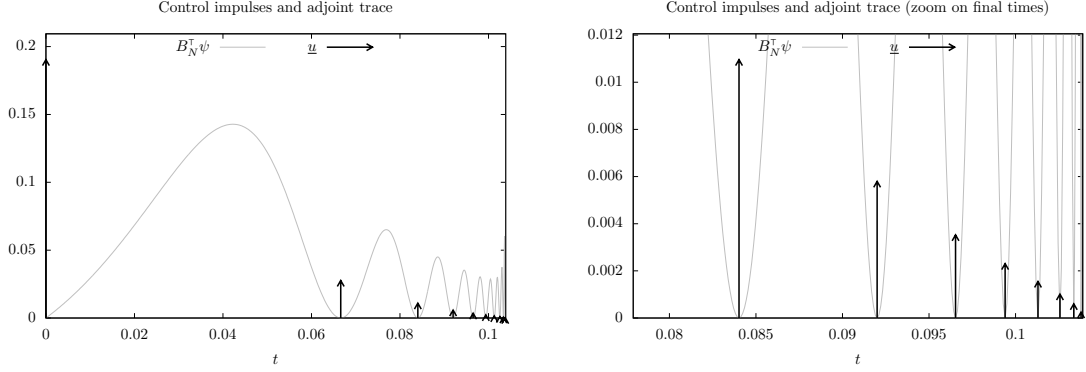 Control impulses and adjoint trace
B_N^⊤ψ u
0.2
0.15
0.1
0.05
0
0 0.02 0.04 0.06 0.08 0.1
t
Control impulses and adjoint trace (zoom on final times)
B_N^⊤ψ u
0.012
0.01
0.008
0.006
0.004
0.002
0
0.08 0.085 0.09 0.095 0.1
t